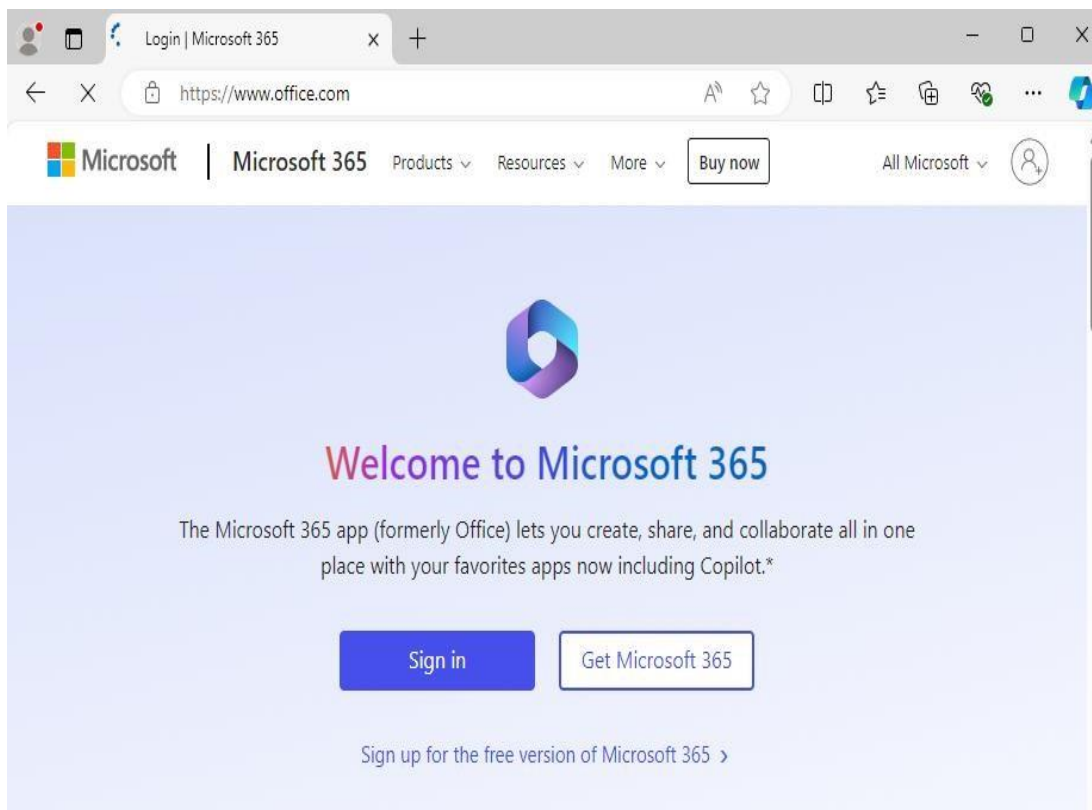 Login | Microsoft 365
https://www.office.com
Microsoft | Microsoft 365 Products Resources More Buy now All Microsoft
Welcome to Microsoft 365
The Microsoft 365 app (formerly Office) lets you create, share, and collaborate all in one
place with your favorites apps now including Copilot.*
Sign in Get Microsoft 365
Sign up for the free version of Microsoft 365 >